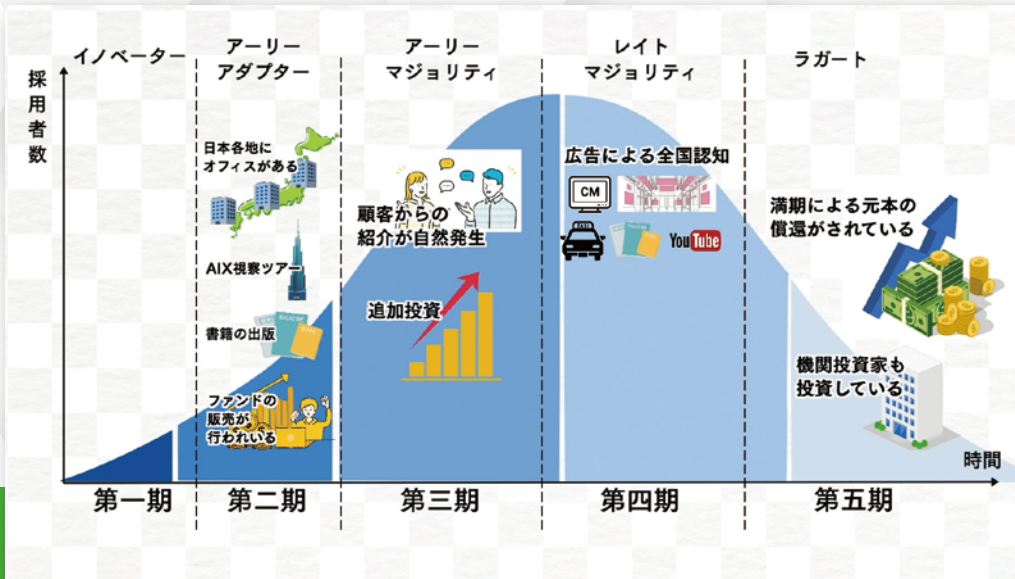 イノベーター
アーリー
アダプター
アーリー
マジョリティ
レイト
マジョリティ
ラガート
採用者数
日本各地に
オフィスがある
AIX視察ツアー
書籍の出版
ファンドの
販売が
行われいる
顧客からの
紹介が自然発生
追加投資
広告による全国認知
CM
TAXI
YouTube
満期による元本の
償還がされている
機関投資家も
投資している
時間
第一期
第二期
第三期
第四期
第五期